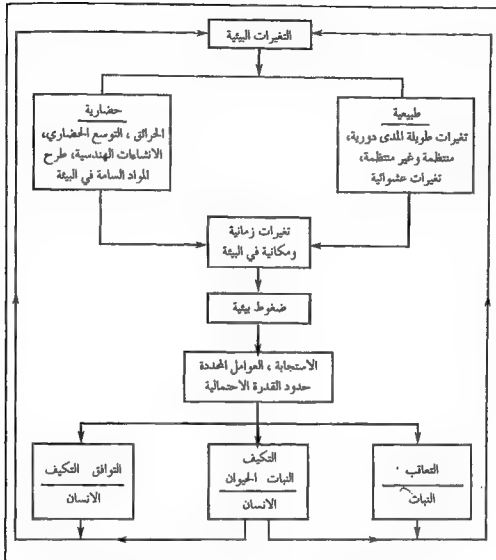 التغيرات البيئية
طبيعية
تغيرات طويلة المدى دورية،
منتظمة وغير منتظمة،
تغيرات عشوائية
حضارية
الحرائق ، التوسع الحضاري،
الانشاءات الهندسية، طرح
المواد السامة في البيئة
تغيرات زمانية
ومكانية في البيئة
ضغوط بيئية
الاستجابة ، العوامل المحددة
حدود القدرة الاحتمالية
التعاقب
النبات
التكيف
النبات الحيوان
الانسان
التوافق التكيف
الانسان